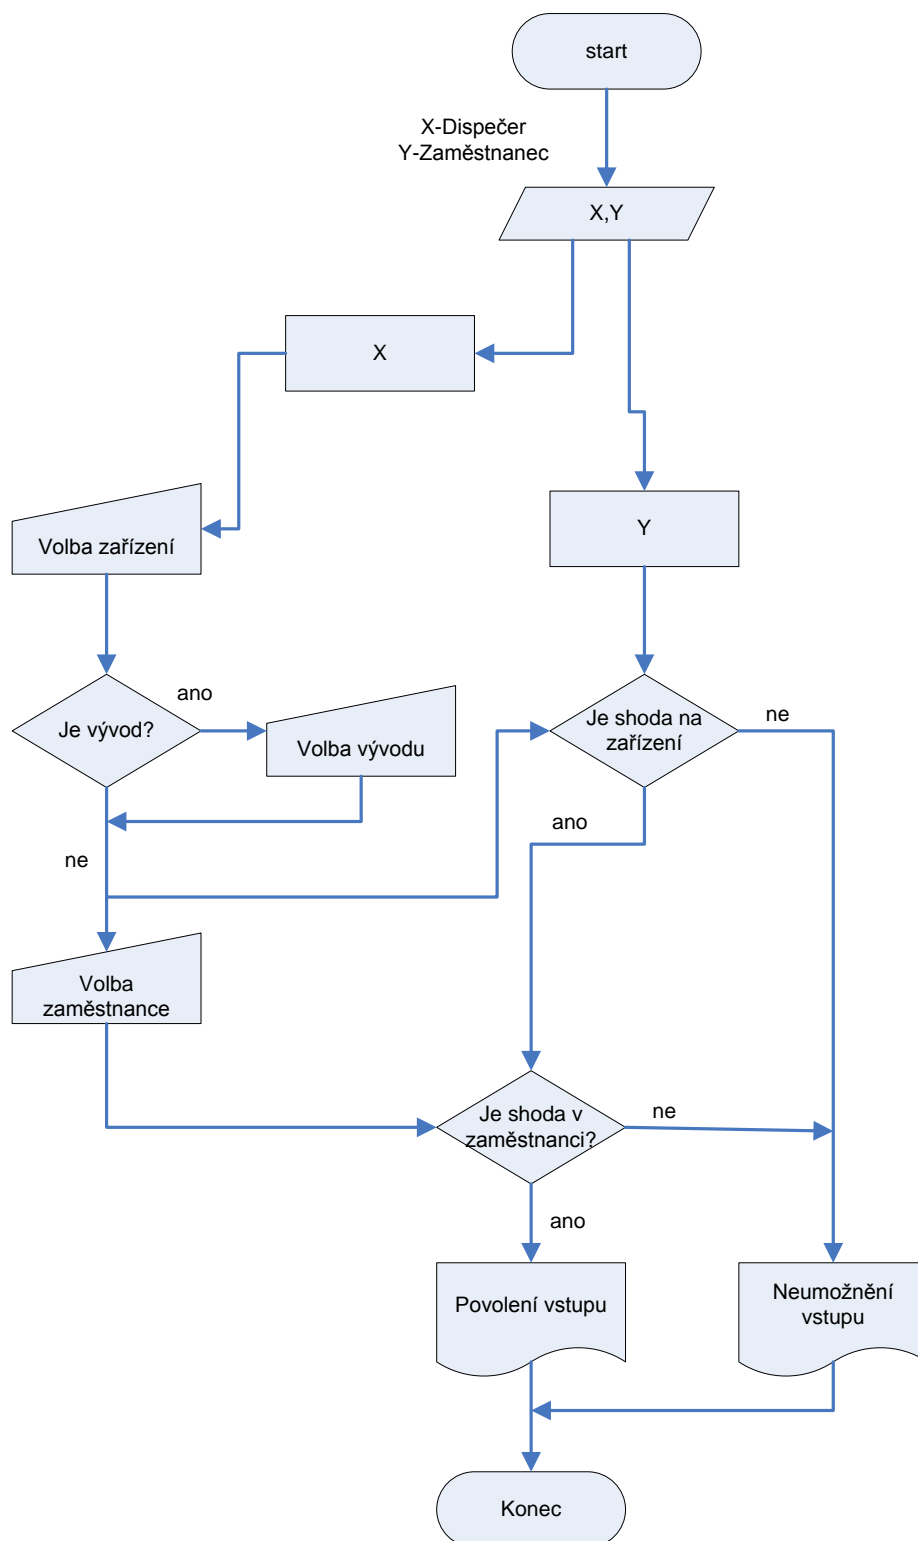 start
X-Dispečer
Y-Zaměstnanec
X,Y
X
Volba zařízení
Y
Je vývod?
ano
Volba vývodu
Je shoda na
zařízení
ne
ano
ne
Volba
zaměstnance
Je shoda v
zaměstnanci?
ne
ano
Povolení vstupu
Neumožnění
vstupu
Konec